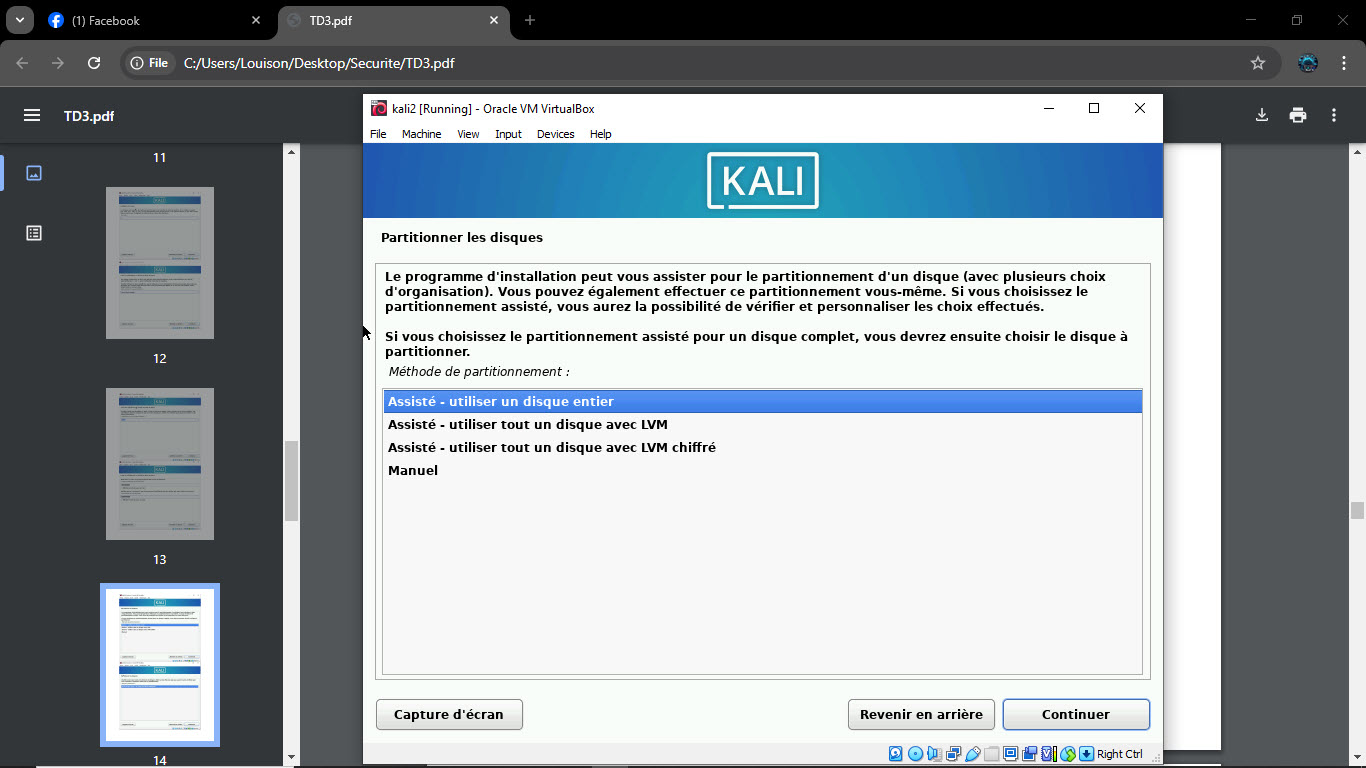 (1) Facebook
TD3.pdf
File
C:/Users/Louison/Desktop/Securite/TD3.pdf
TD3.pdf
11
12
13
14
kali2 [Running] - Oracle VM VirtualBox
File Machine View Input Devices Help
KALI
Partitionner les disques
Le programme d'installation peut vous assister pour le partitionnement d'un disque (avec plusieurs choix
d'organisation). Vous pouvez également effectuer ce partitionnement vous-même. Si vous choisissez le
partitionnement assisté, vous aurez la possibilité de vérifier et personnaliser les choix effectués.
Si vous choisissez le partitionnement assisté pour un disque complet, vous devrez ensuite choisir le disque à
partitionner.
Méthode de partitionnement :
Assisté - utiliser un disque entier
Assisté - utiliser tout un disque avec LVM
Assisté - utiliser tout un disque avec LVM chiffré
Manuel
Capture d'écran
Revenir en arrière
Continuer
Right Ctrl